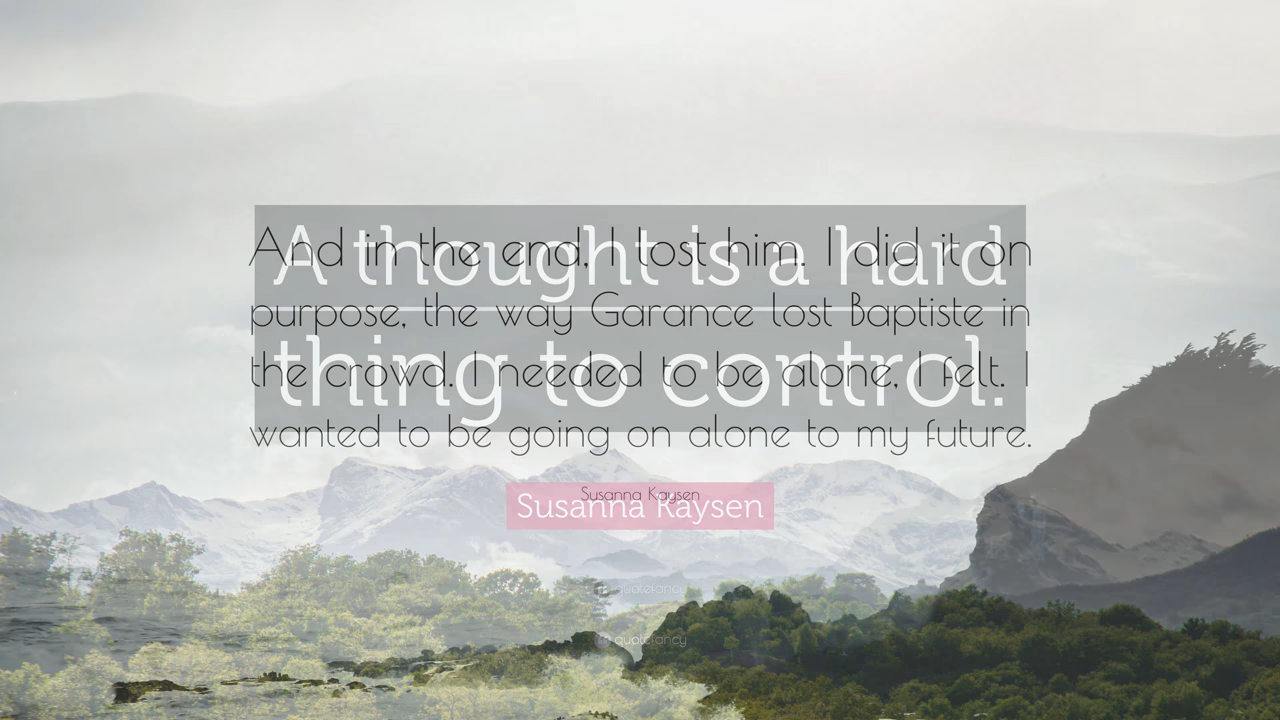 A thought is a hard
thing to control.
Susanna Kaysen
And in the end, I lost him. I did it on
purpose, the way Garance lost Baptiste in
the crowd. I needed to be alone, I felt. I
wanted to be going on alone to my future.
Susanna Kaysen
quotefancy
quotefancy